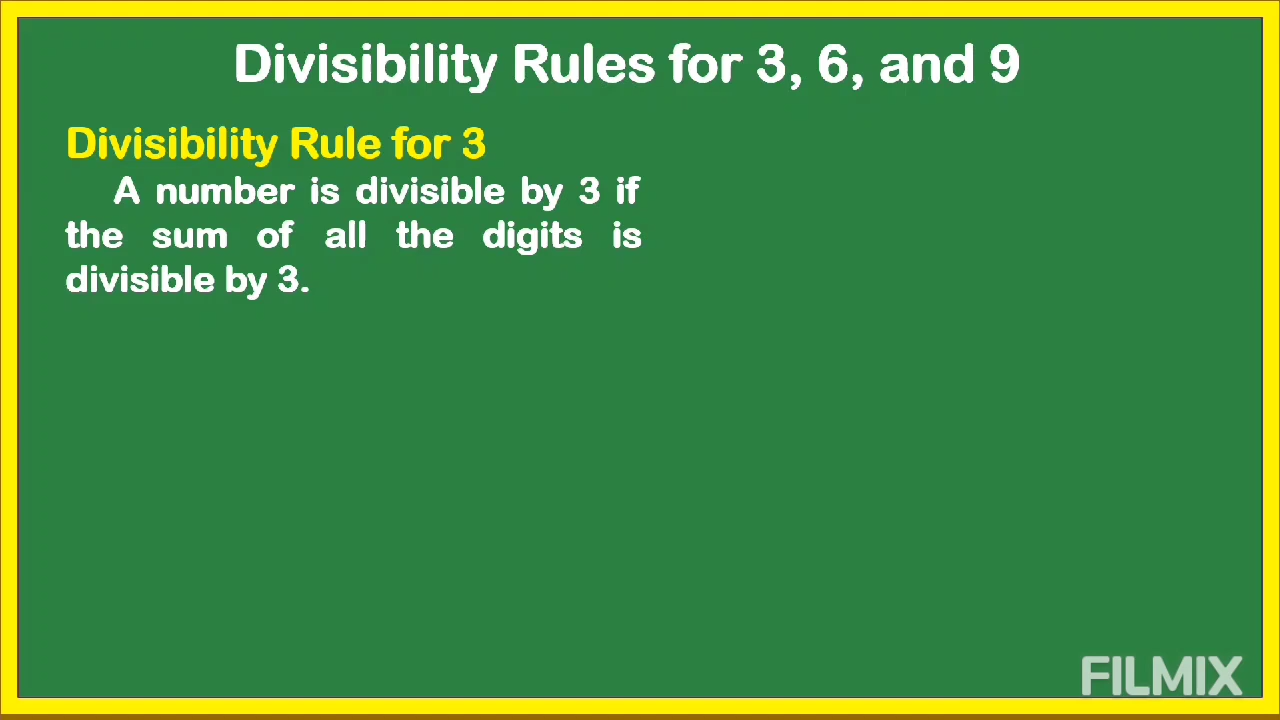 Divisibility Rules for 3, 6, and 9
Divisibility Rule for 3
A number is divisible by 3 if
the sum of all the digits is
divisible by 3.
FILMIX